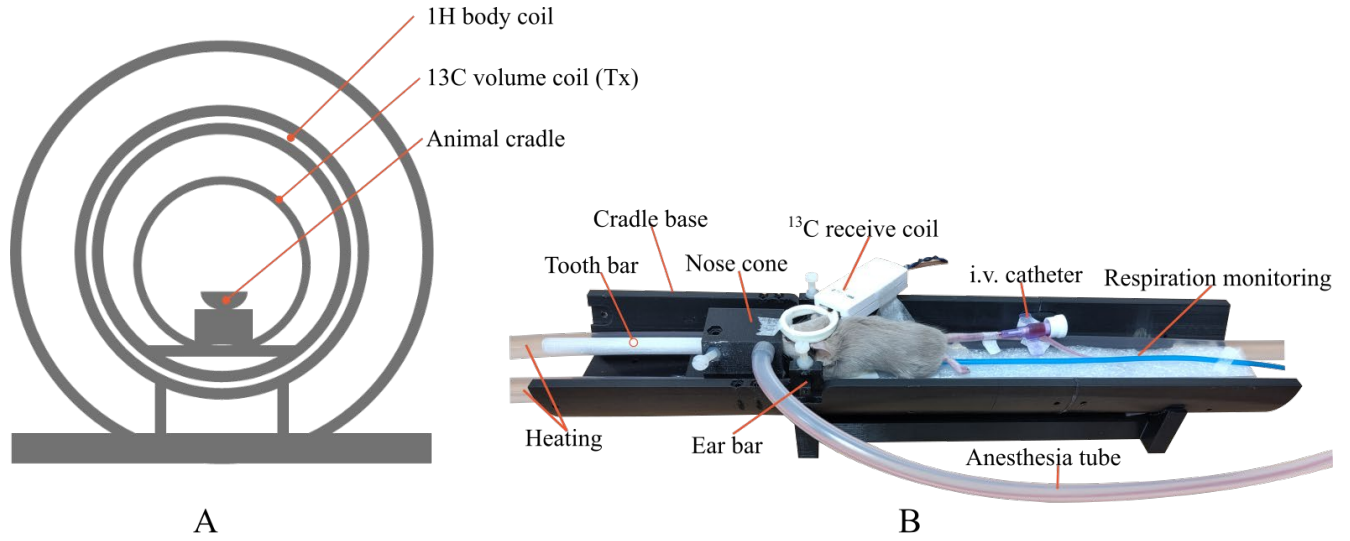 1H body coil
13C volume coil (Tx)
Animal cradle
Cradle base
¹³C receive coil
Tooth bar
Nose cone
i.v. catheter
Respiration monitoring
Heating
Ear bar
Anesthesia tube
A
B